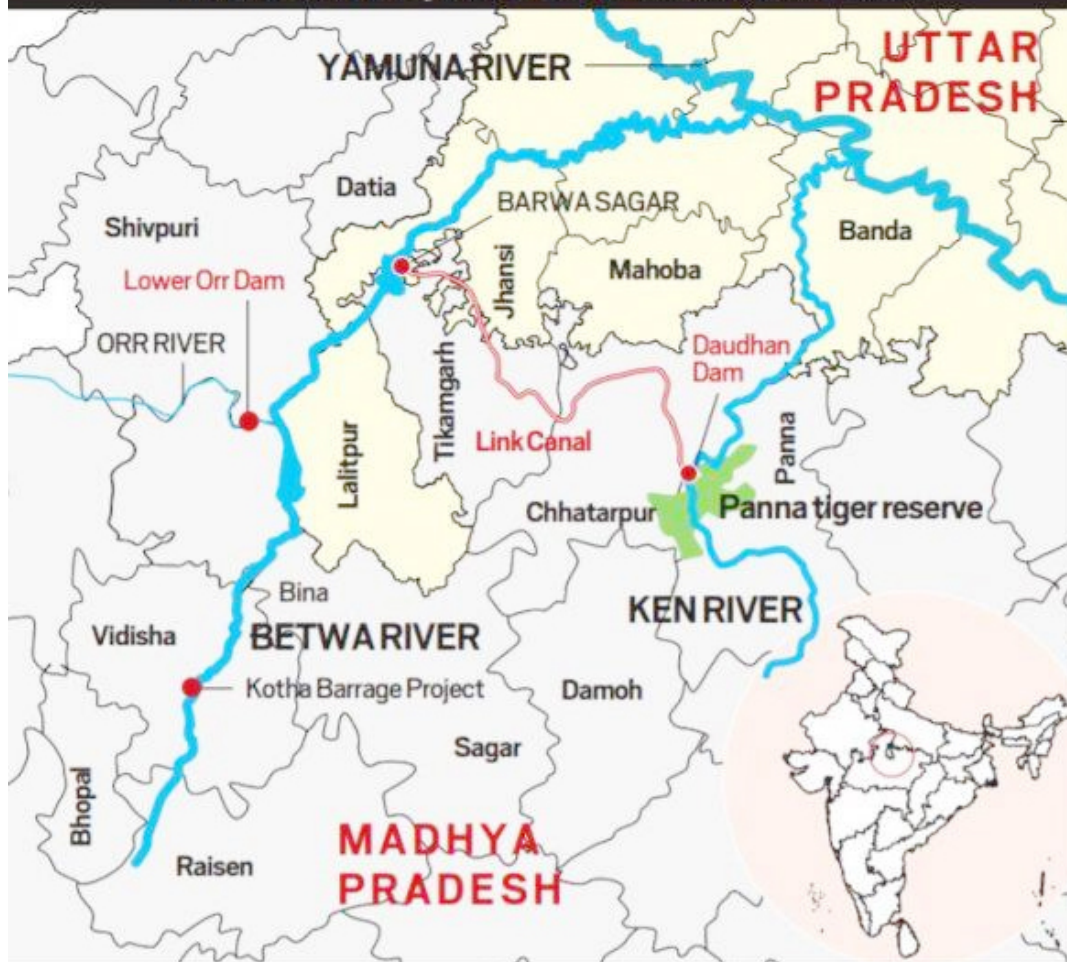 UTTAR
PRADESH
YAMUNA RIVER
Datia
BARWA SAGAR
Shivpuri
Banda
Lower Orr Dam
Jhansi
Mahoba
ORR RIVER
Daudhan
Dam
Tikamgarh
Link Canal
Lalitpur
Panna
Chhatarpur
Panna tiger reserve
Bina
KEN RIVER
Vidisha
BETWA RIVER
Kotha Barrage Project
Damoh
Sagar
Bhopal
MADHYA
PRADESH
Raisen